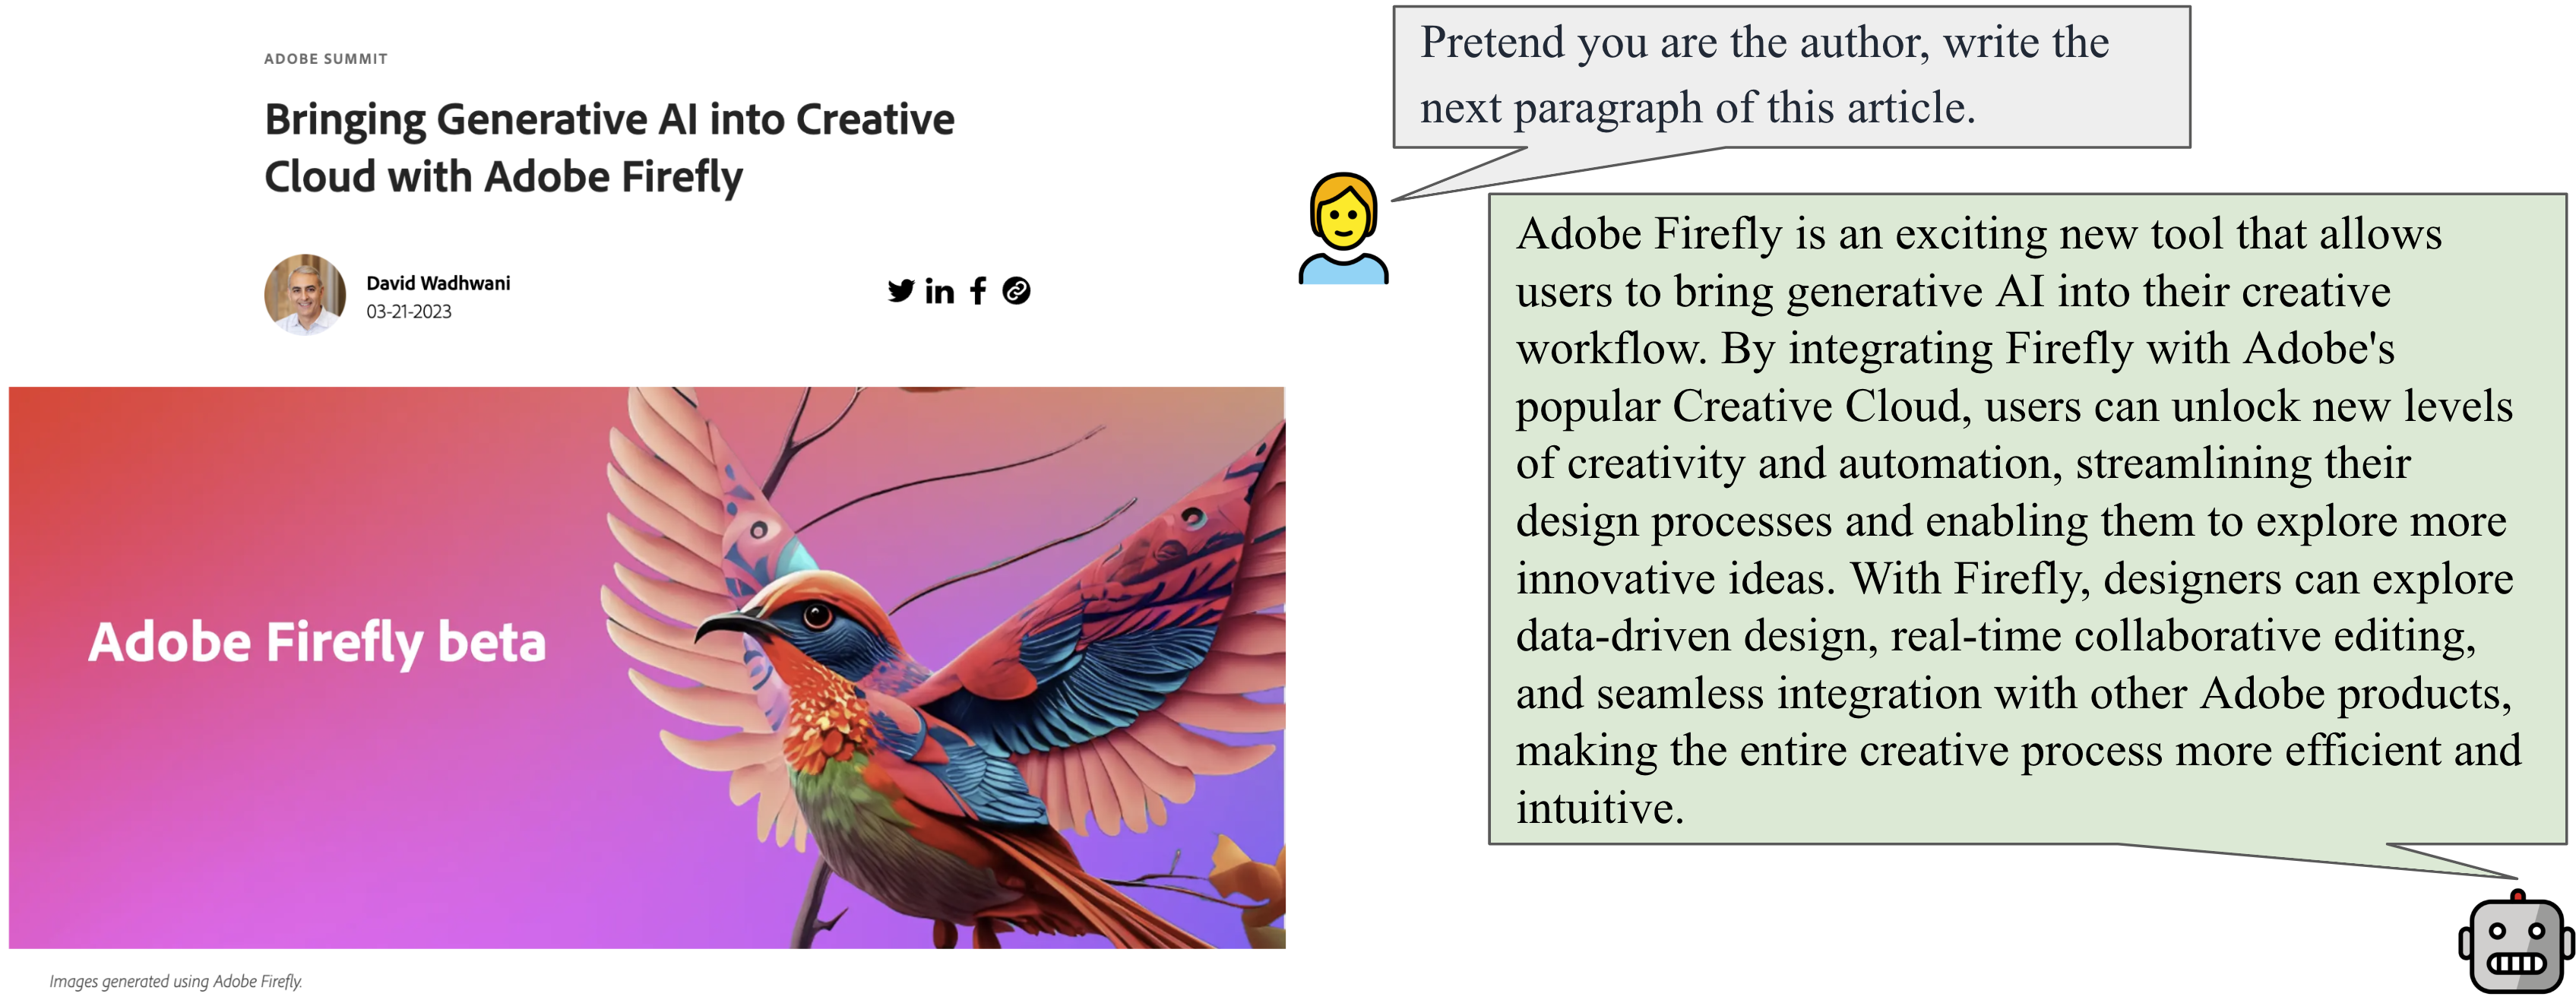 ADOBE SUMMIT
Bringing Generative AI into Creative
Cloud with Adobe Firefly
David Wadhwani
03-21-2023
Adobe Firefly beta
Images generated using Adobe Firefly.
Pretend you are the author, write the
next paragraph of this article.
Adobe Firefly is an exciting new tool that allows
users to bring generative AI into their creative
workflow. By integrating Firefly with Adobe's
popular Creative Cloud, users can unlock new levels
of creativity and automation, streamlining their
design processes and enabling them to explore more
innovative ideas. With Firefly, designers can explore
data-driven design, real-time collaborative editing,
and seamless integration with other Adobe products,
making the entire creative process more efficient and
intuitive.